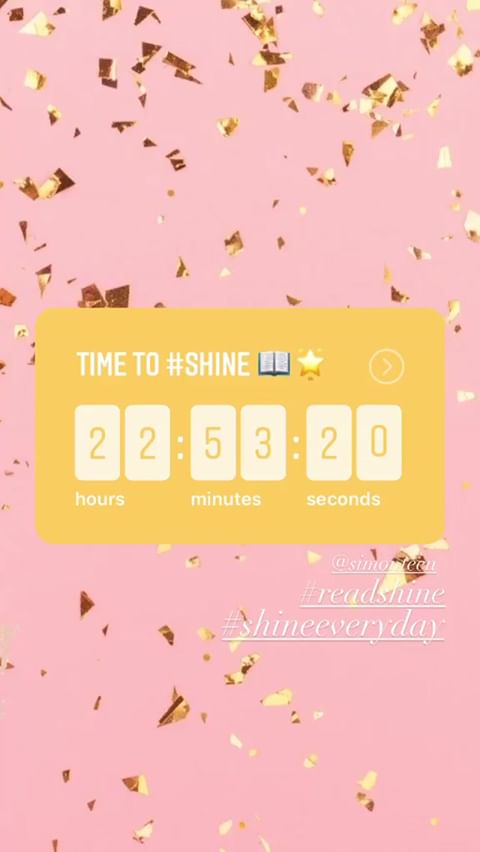 TIME TO #SHINE 📖🌟
22:53:20
hours minutes seconds
@simonteen
#readshine
#shineeveryday